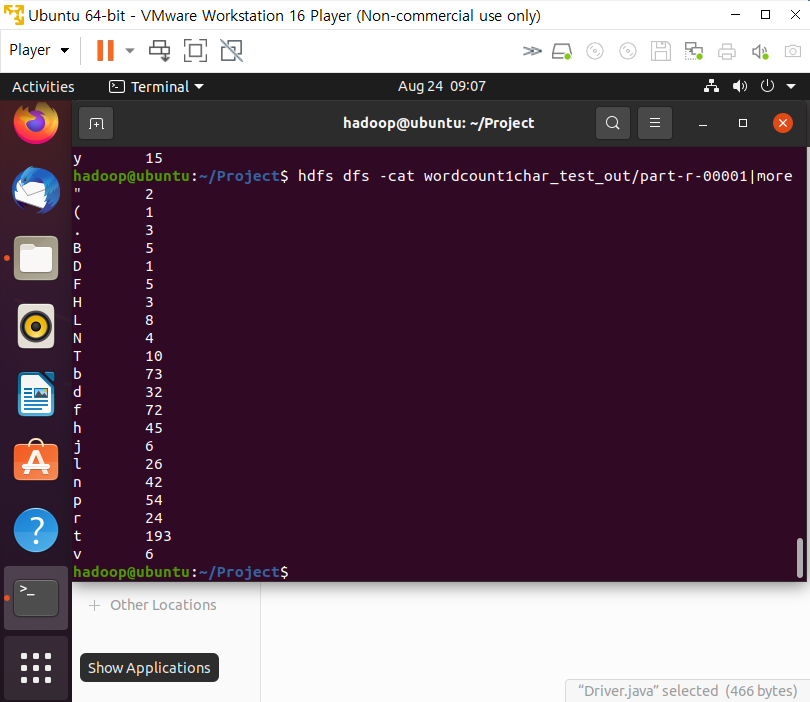 Ubuntu 64-bit - VMware Workstation 16 Player (Non-commercial use only)
Player
Activities
Terminal
Aug 24 09:07
hadoop@ubuntu: ~/Project
y 15
hadoop@ubuntu:~/Project$ hdfs dfs -cat wordcount1char_test_out/part-r-00001|more
" 2
( 1
. 3
B 5
D 1
F 5
H 3
L 8
N 4
T 10
b 73
d 32
f 72
h 45
j 6
l 26
n 42
p 54
r 24
t 193
v 6
hadoop@ubuntu:~/Project$
+ Other Locations
Show Applications
“Driver.java” selected (466 bytes)